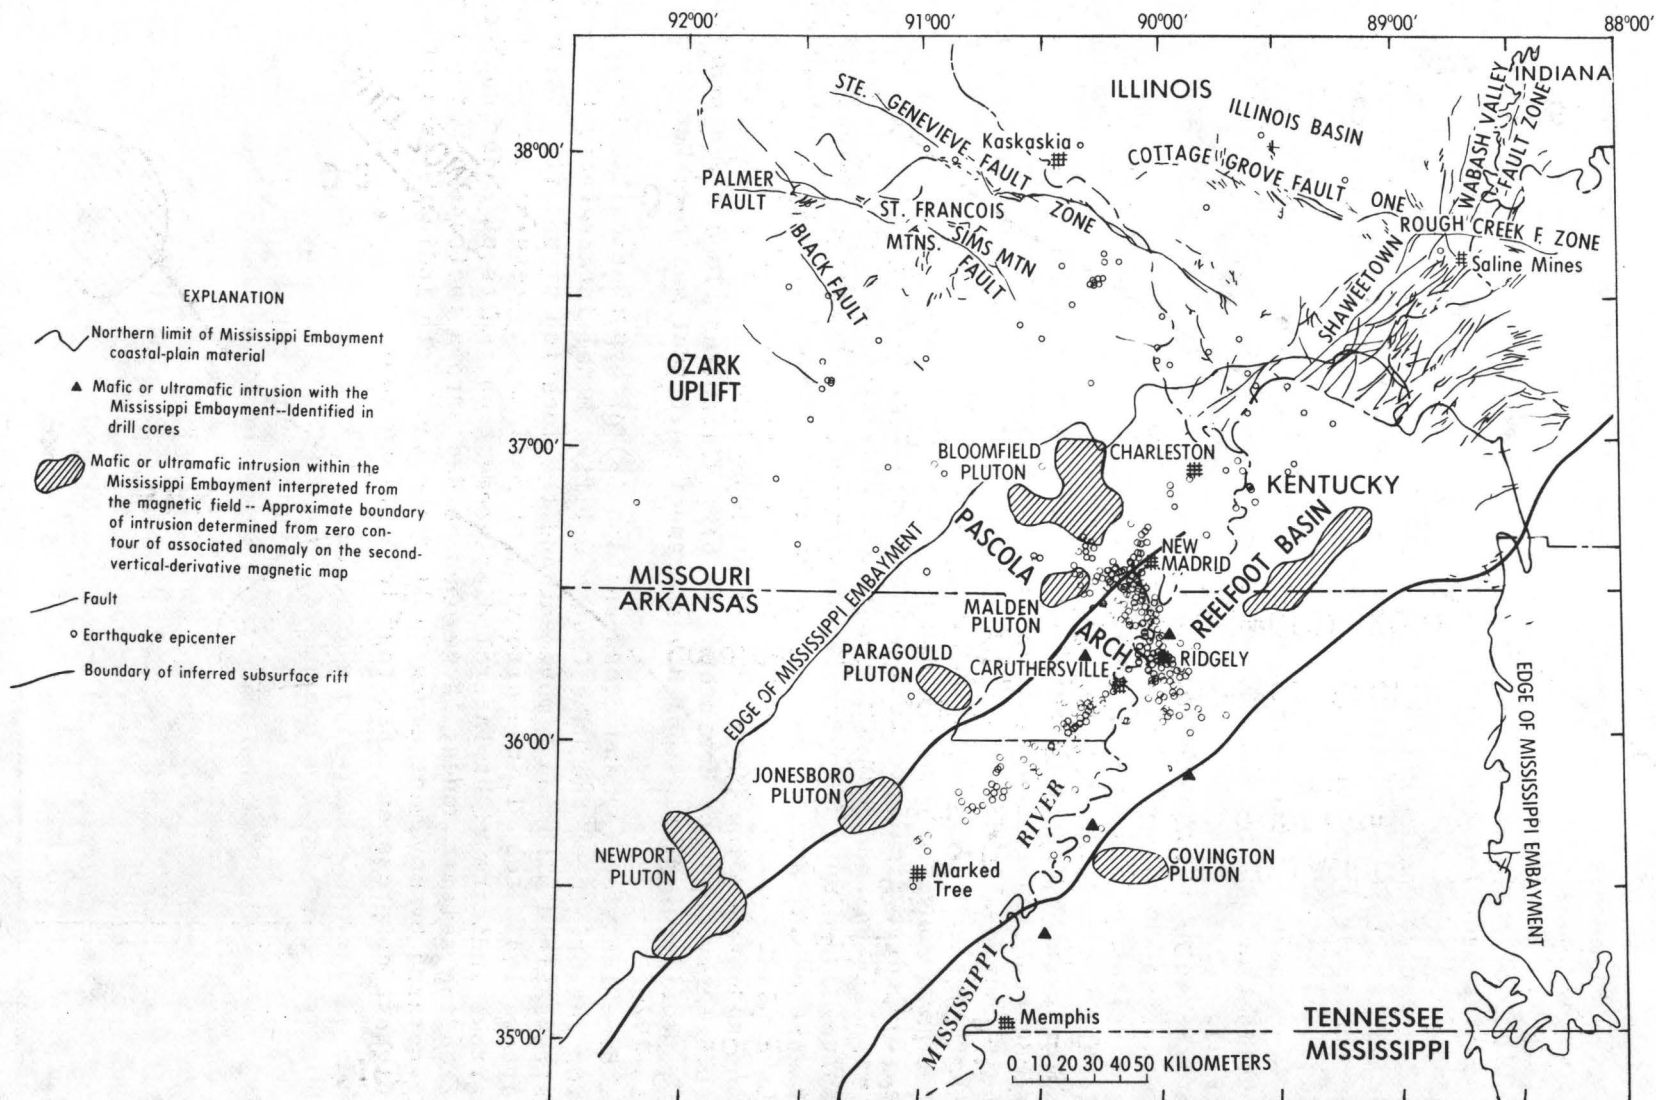 92°00'
91°00'
90°00'
89°00'
88°00'
38°00'
37°00'
36°00'
35°00'
EXPLANATION
Northern limit of Mississippi Embayment
coastal-plain material
Mafic or ultramafic intrusion with the
Mississippi Embayment--Identified in
drill cores
Mafic or ultramafic intrusion within the
Mississippi Embayment interpreted from
the magnetic field -- Approximate boundary
of intrusion determined from zero con-
tour of associated anomaly on the second-
vertical-derivative magnetic map
Fault
Earthquake epicenter
Boundary of inferred subsurface rift
ILLINOIS
INDIANA
STE. GENEVIEVE FAULT
ZONE
Kaskaskia
ILLINOIS BASIN
COTTAGE GROVE FAULT
ONE
WABASH VALLEY
FAULT ZONE
PALMER
FAULT
ST. FRANCOIS
MTNS.
SIMS MTN
FAULT
BLACK FAULT
ROUGH CREEK F. ZONE
SHAWEETOWN
Saline Mines
OZARK
UPLIFT
BLOOMFIELD
PLUTON
CHARLESTON
KENTUCKY
PASCOLA
ARCH
NEW
MADRID
REELFOOT BASIN
MISSOURI
ARKANSAS
EDGE OF MISSISSIPPI EMBAYMENT
MALDEN
PLUTON
PARAGOULD
PLUTON
CARUTHERSVILLE
RIDGELY
JONESBORO
PLUTON
NEWPORT
PLUTON
Marked
Tree
COVINGTON
PLUTON
EDGE OF MISSISSIPPI EMBAYMENT
MISSISSIPPI
RIVER
Memphis
TENNESSEE
MISSISSIPPI
0 10 20 30 40 50 KILOMETERS